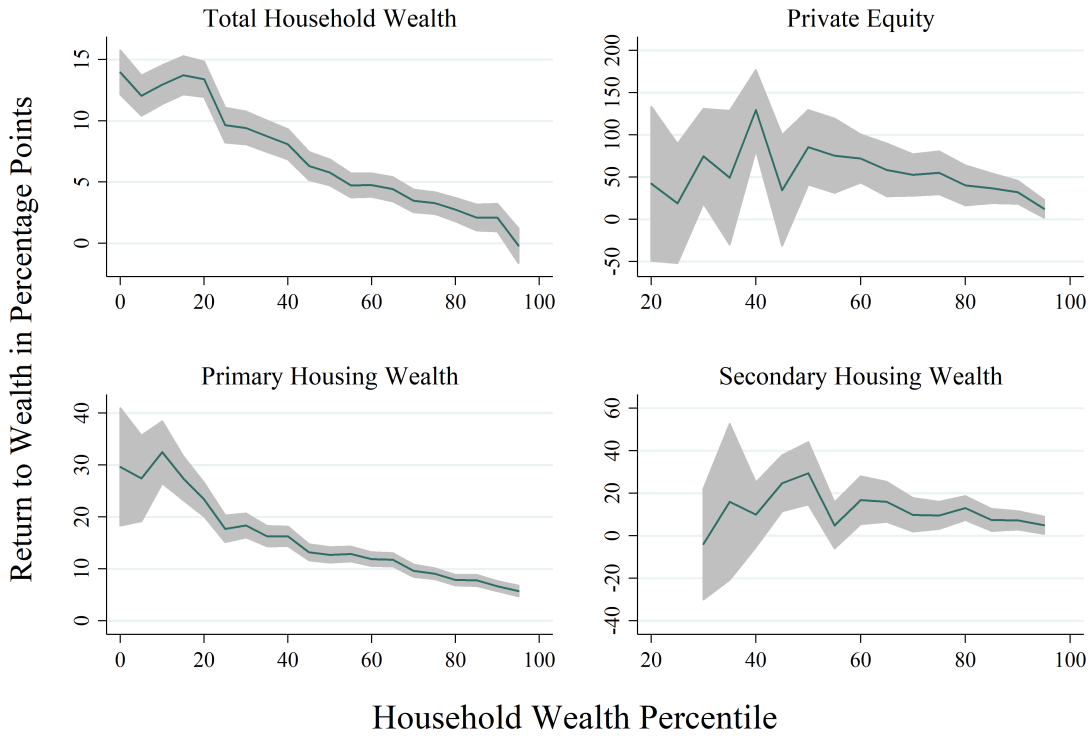 Total Household Wealth
Private Equity
Return to Wealth in Percentage Points
15
10
5
0
0 20 40 60 80 100
200
150
100
50
0
-50
20 40 60 80 100
Primary Housing Wealth
Secondary Housing Wealth
40
30
20
10
0
0 20 40 60 80 100
60
40
20
0
-20
-40
20 40 60 80 100
Household Wealth Percentile